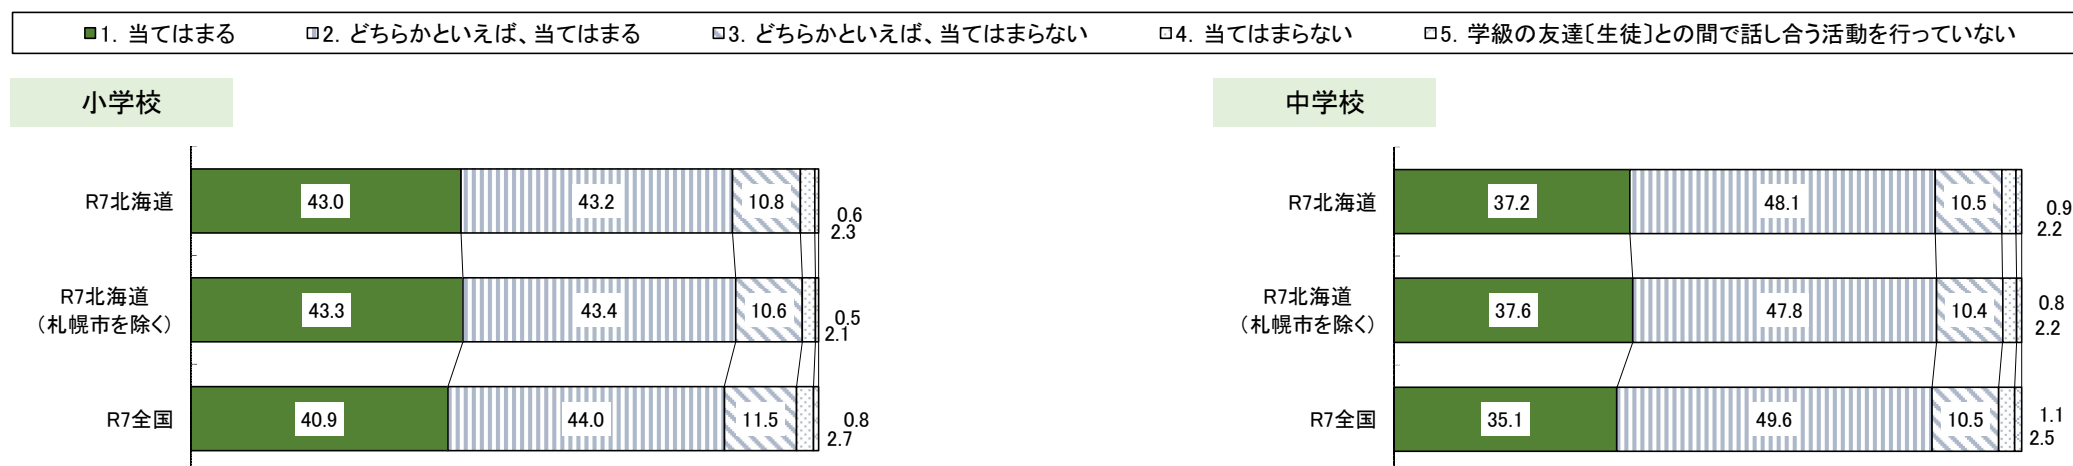 1. 当てはまる 2. どちらかといえば、当てはまる 3. どちらかといえば、当てはまらない 4. 当てはまらない 5. 学級の友達〔生徒〕との間で話し合う活動を行っていない
小学校
R7北海道 43.0 43.2 10.8 0.6
2.3
R7北海道
（札幌市を除く） 43.3 43.4 10.6 0.5
2.1
R7全国 40.9 44.0 11.5 0.8
2.7
中学校
R7北海道 37.2 48.1 10.5 0.9
2.2
R7北海道
（札幌市を除く） 37.6 47.8 10.4 0.8
2.2
R7全国 35.1 49.6 10.5 1.1
2.5